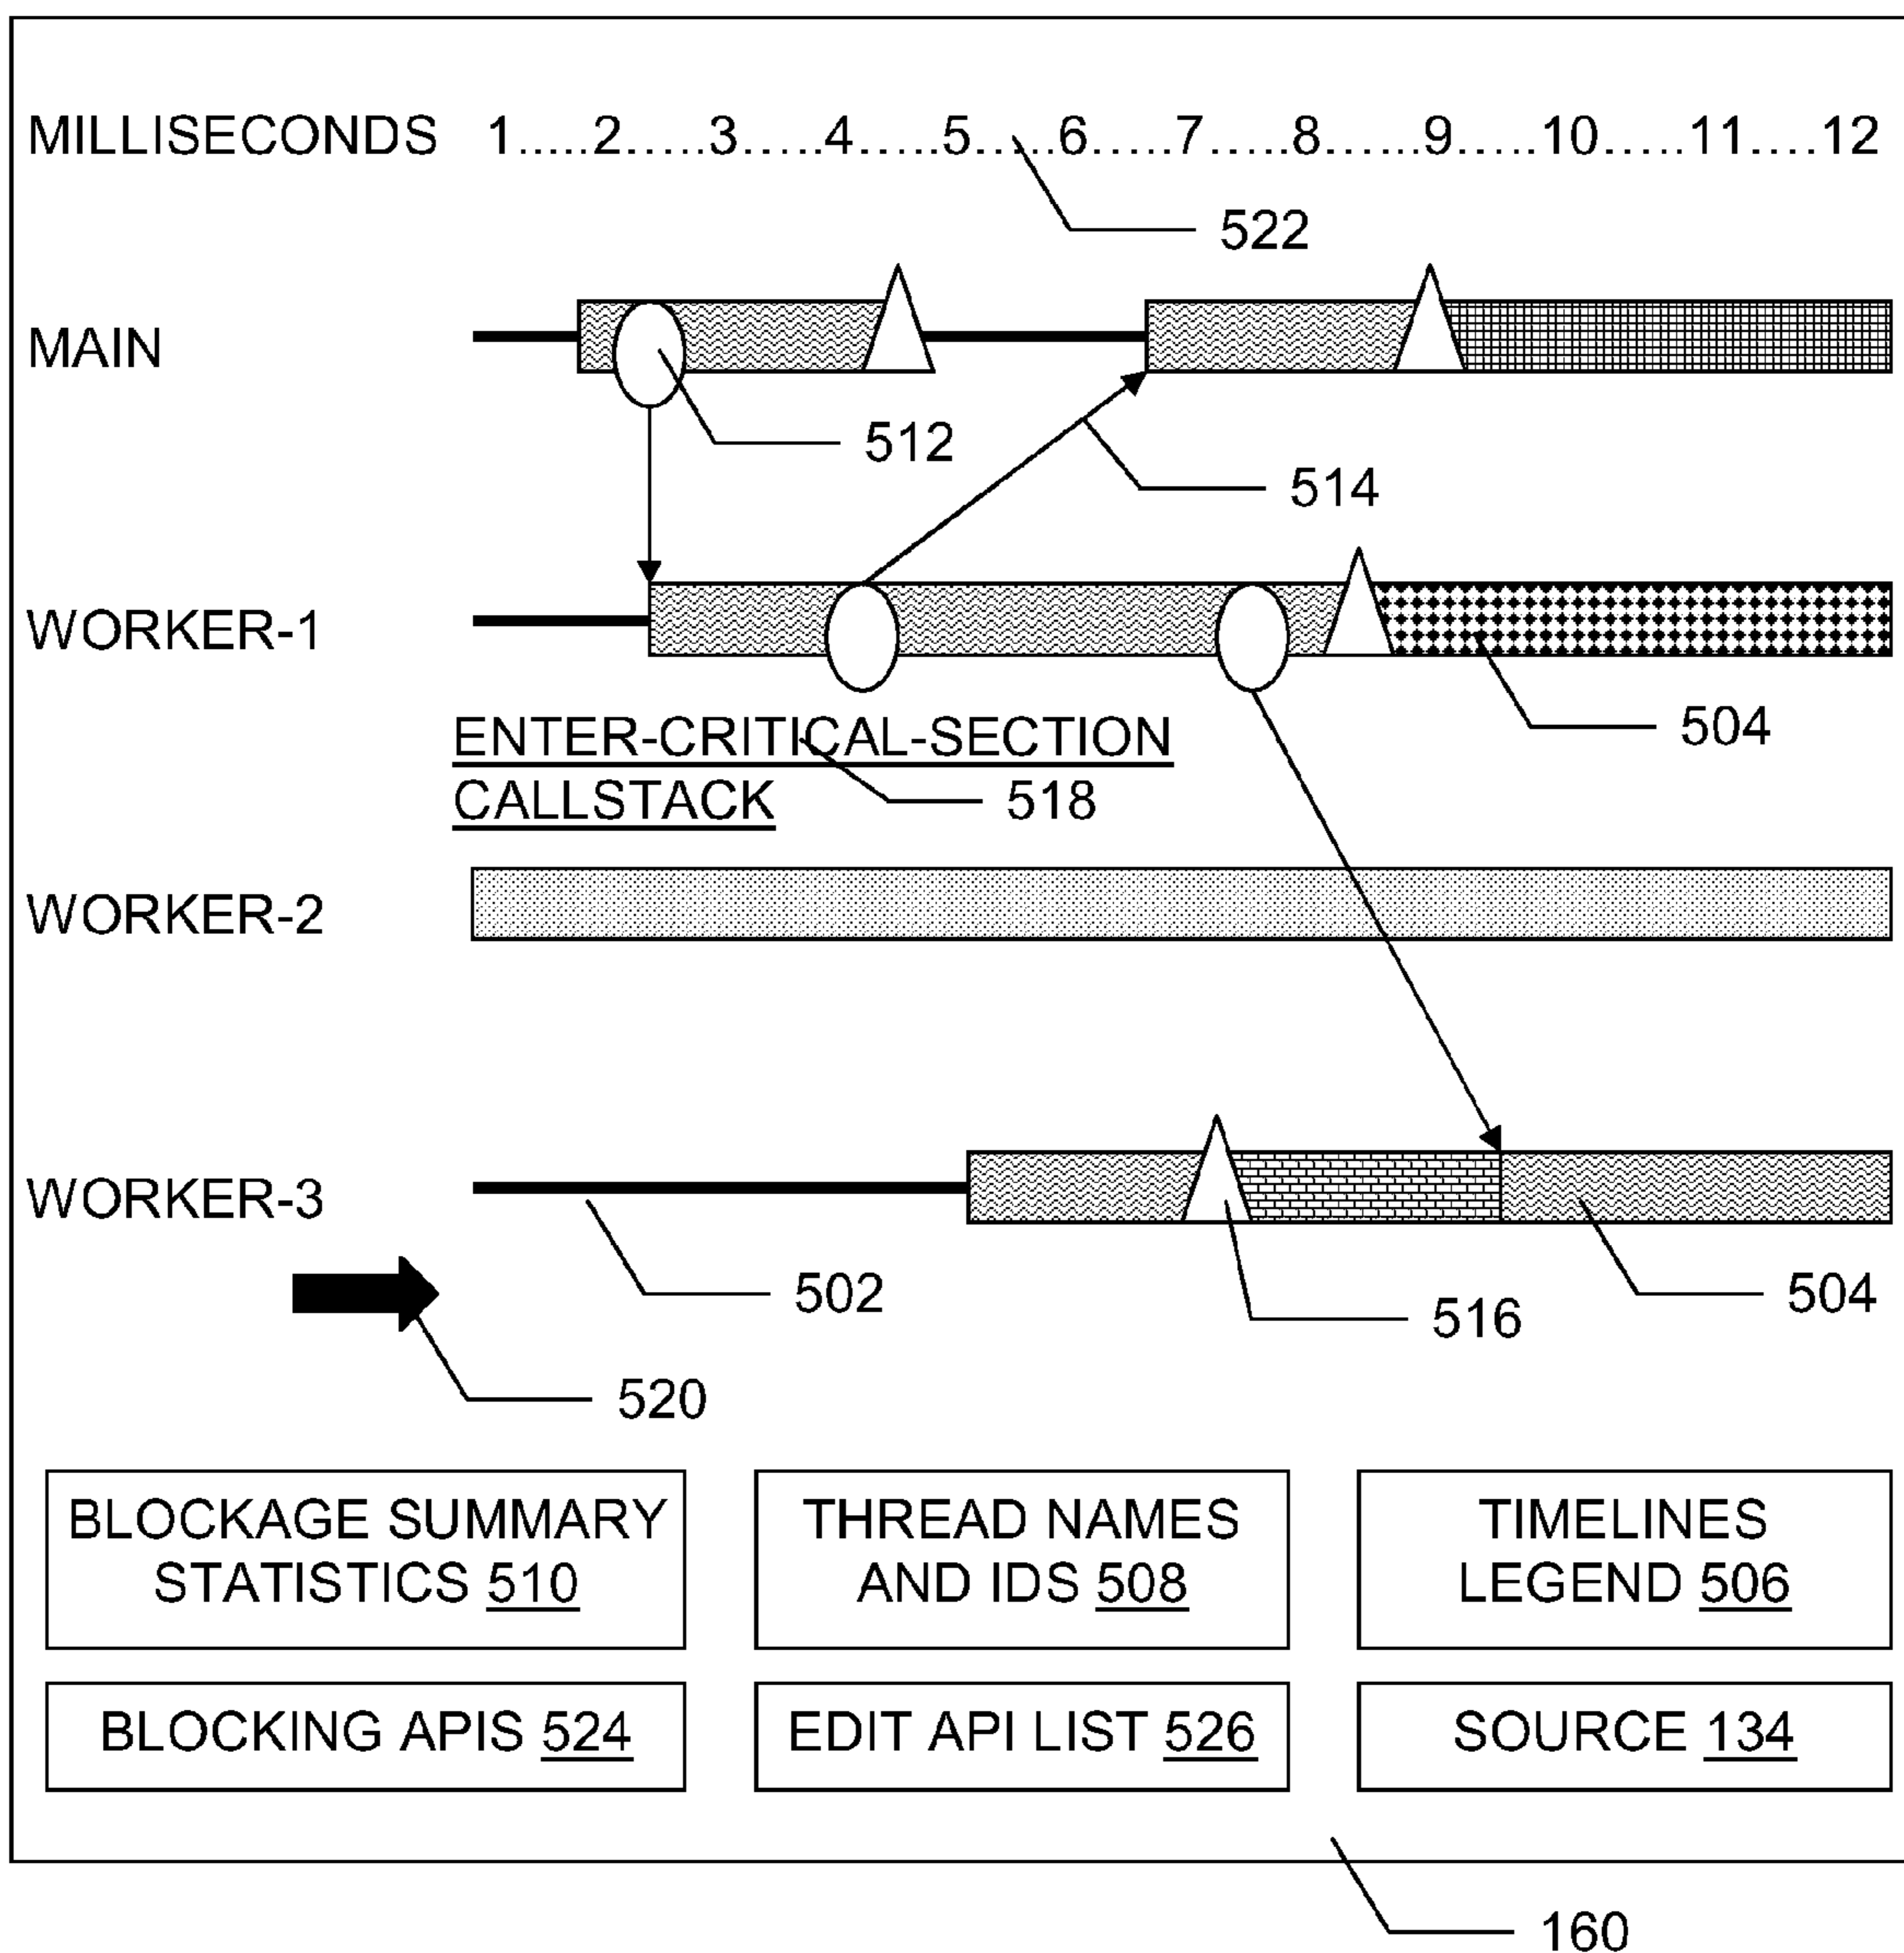 MILLISECONDS 1.....2.....3.....4.....5.....6.....7.....8......9.....10.....11....12
522
MAIN
512
514
WORKER-1
504
ENTER-CRITICAL-SECTION
CALLSTACK
518
WORKER-2
WORKER-3
502
516
504
520
BLOCKAGE SUMMARY
STATISTICS 510
THREAD NAMES
AND IDS 508
TIMELINES
LEGEND 506
BLOCKING APIS 524
EDIT API LIST 526
SOURCE 134
160